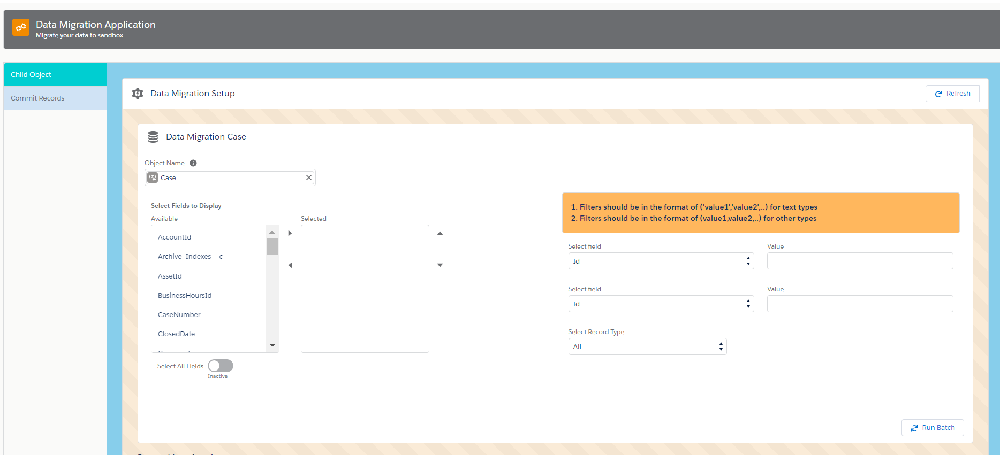 Data Migration Application
Migrate your data to sandbox
Child Object
Commit Records
Data Migration Setup
Refresh
Data Migration Case
Object Name
Case
Select Fields to Display
Available
Selected
AccountId
Archive_Indexes__c
AssetId
BusinessHoursId
CaseNumber
ClosedDate
Comments
Select All Fields
Inactive
1. Filters should be in the format of ('value1','value2',..) for text types
2. Filters should be in the format of (value1,value2,..) for other types
Select field
Value
Id
Select field
Value
Id
Select Record Type
All
Run Batch